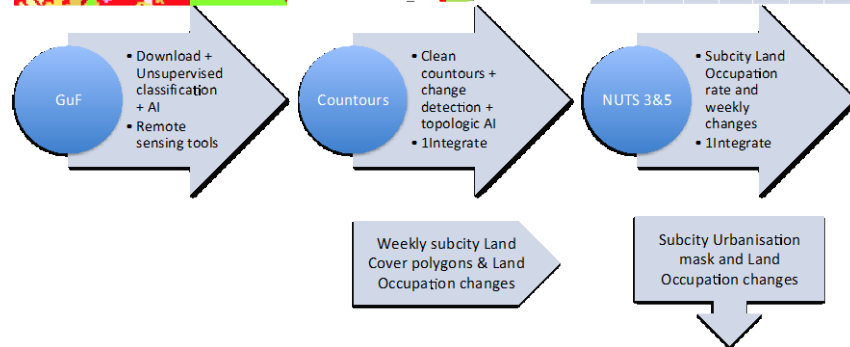 GuF
• Download +
Unsupervised
classification
+ AI
• Remote
sensing tools
Countours
• Clean
countours +
change
detection +
topologic AI
• 1Integrate
NUTS 3&5
• Subcity Land
Occupation
rate and
weekly
changes
• 1Integrate
Weekly subcity Land
Cover polygons & Land
Occupation changes
Subcity Urbanisation
mask and Land
Occupation changes